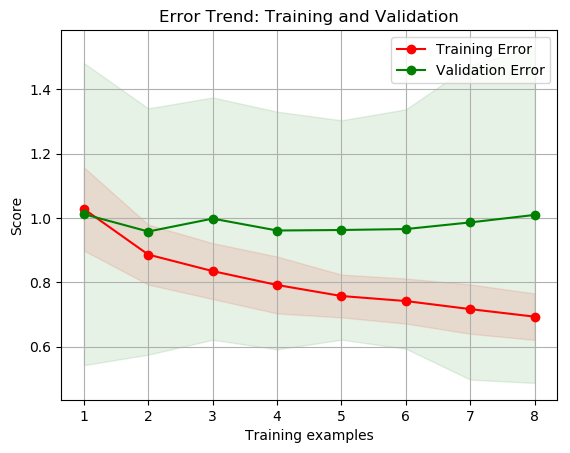 Error Trend: Training and Validation
Training Error
Validation Error
Score
1.4
1.2
1.0
0.8
0.6
1 2 3 4 5 6 7 8
Training examples